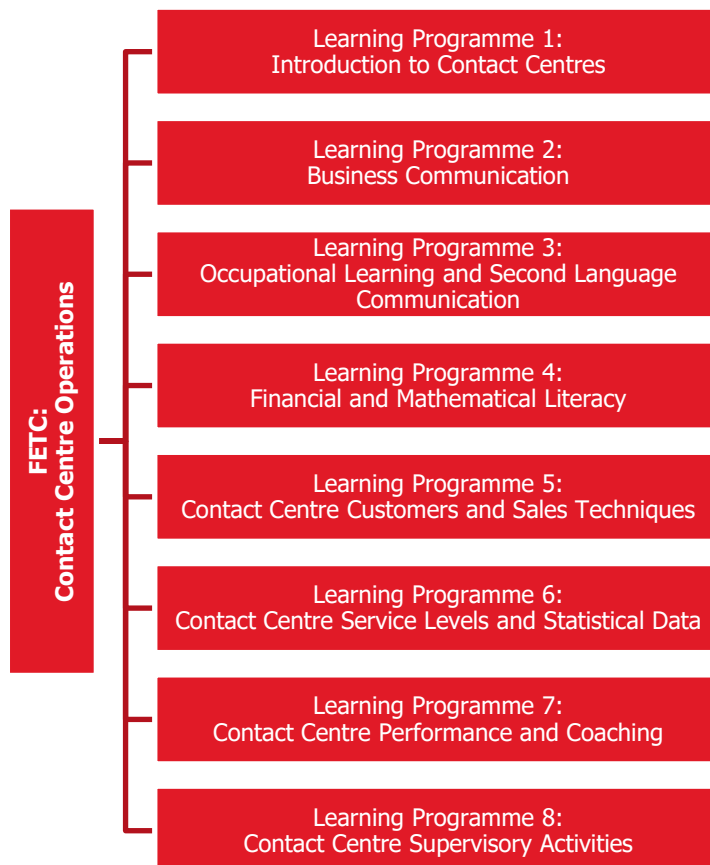 FETC:
Contact Centre Operations
Learning Programme 1:
Introduction to Contact Centres
Learning Programme 2:
Business Communication
Learning Programme 3:
Occupational Learning and Second Language
Communication
Learning Programme 4:
Financial and Mathematical Literacy
Learning Programme 5:
Contact Centre Customers and Sales Techniques
Learning Programme 6:
Contact Centre Service Levels and Statistical Data
Learning Programme 7:
Contact Centre Performance and Coaching
Learning Programme 8:
Contact Centre Supervisory Activities